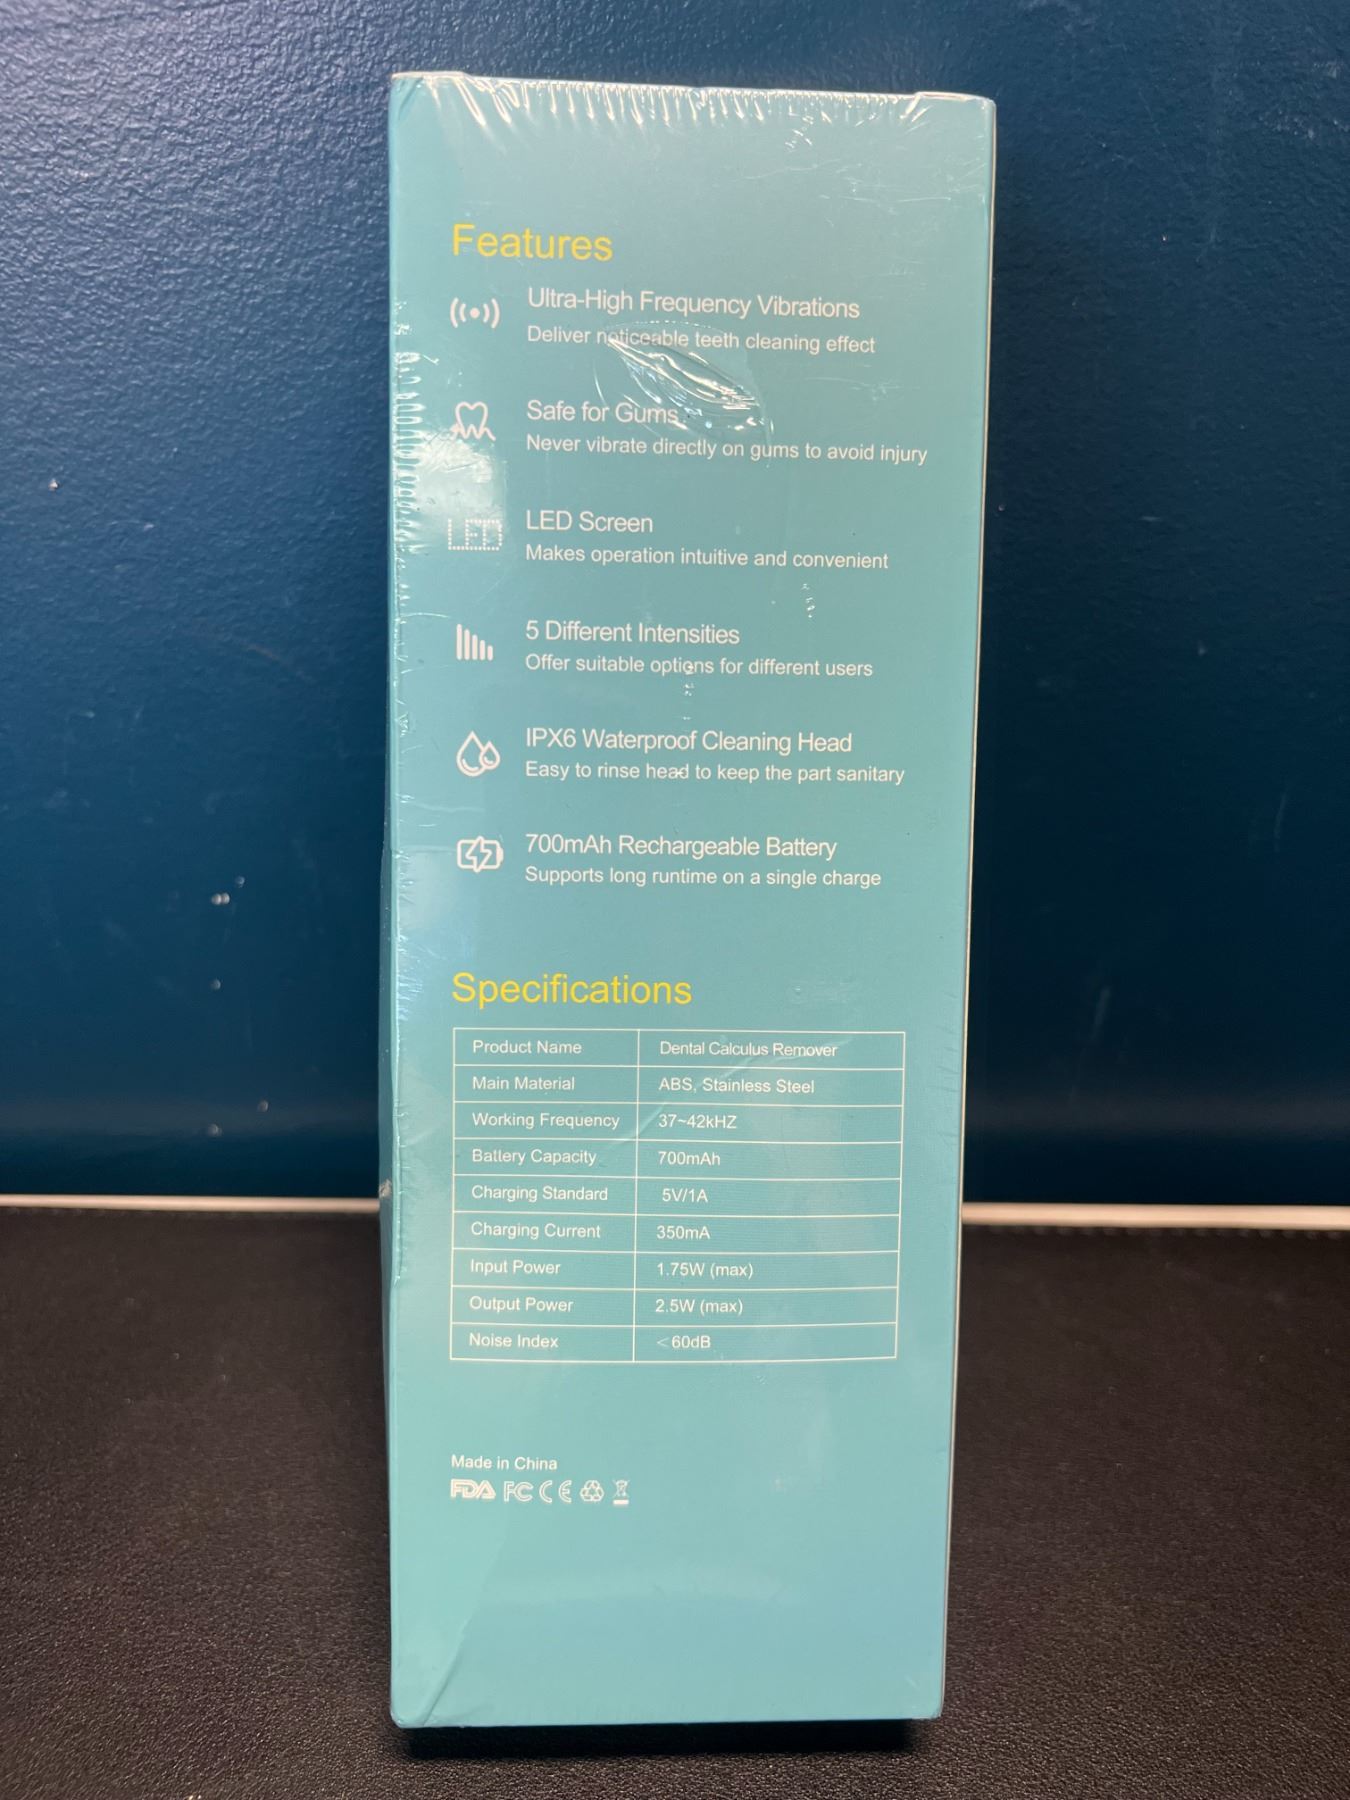 Features
Ultra-High Frequency Vibrations
Deliver noticeable teeth cleaning effect
Safe for Gums
Never vibrate directly on gums to avoid injury
LED
LED Screen
Makes operation intuitive and convenient
5 Different Intensities
Offer suitable options for different users
IPX6 Waterproof Cleaning Head
Easy to rinse head to keep the part sanitary
700mAh Rechargeable Battery
Supports long runtime on a single charge
Specifications
Product Name Dental Calculus Remover
Main Material ABS, Stainless Steel
Working Frequency 37~42kHZ
Battery Capacity 700mAh
Charging Standard 5V/1A
Charging Current 350mA
Input Power 1.75W (max)
Output Power 2.5W (max)
Noise Index <60dB
Made in China
FDA FC CE